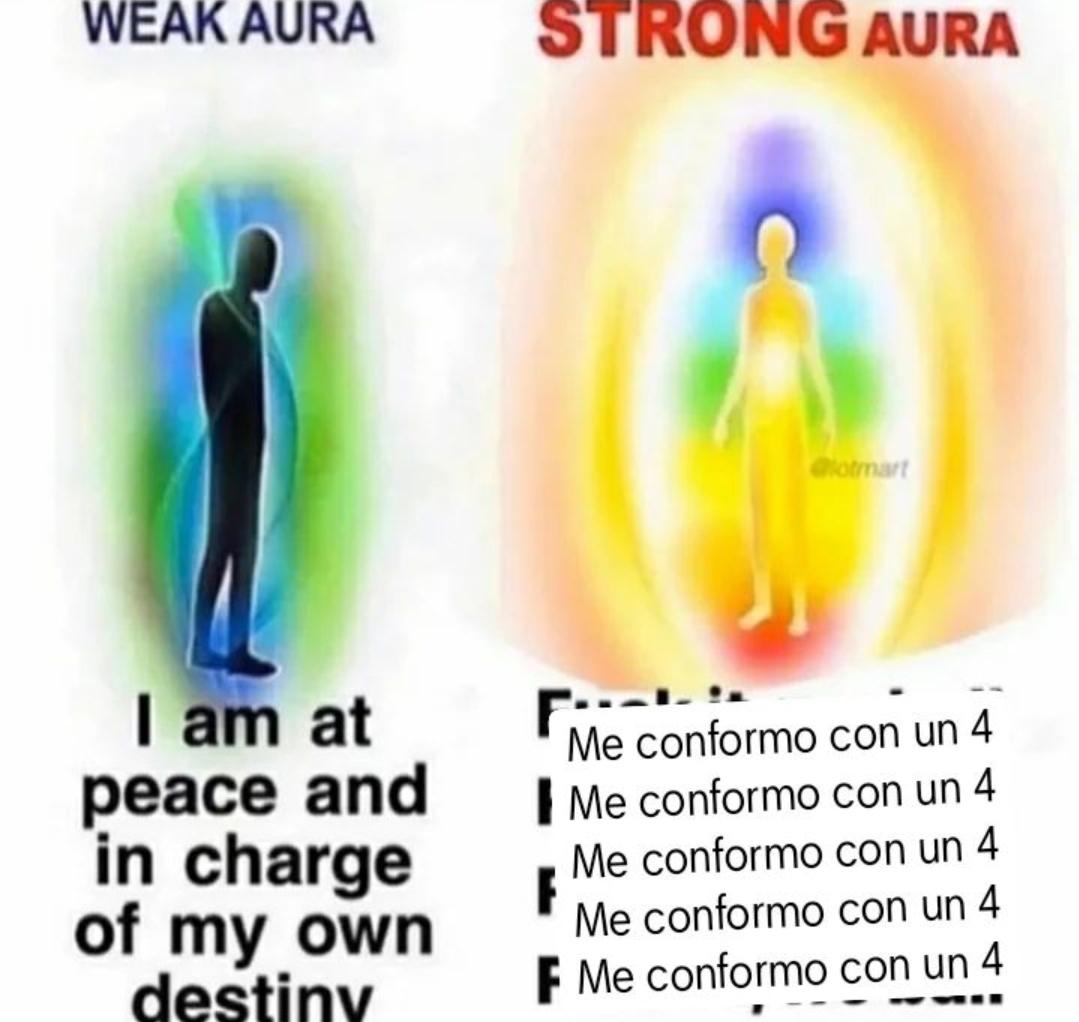 WEAK AURA
STRONG AURA
@lotmart
I am at
peace and
in charge
of my own
destiny
Me conformo con un 4
Me conformo con un 4
Me conformo con un 4
Me conformo con un 4
Me conformo con un 4